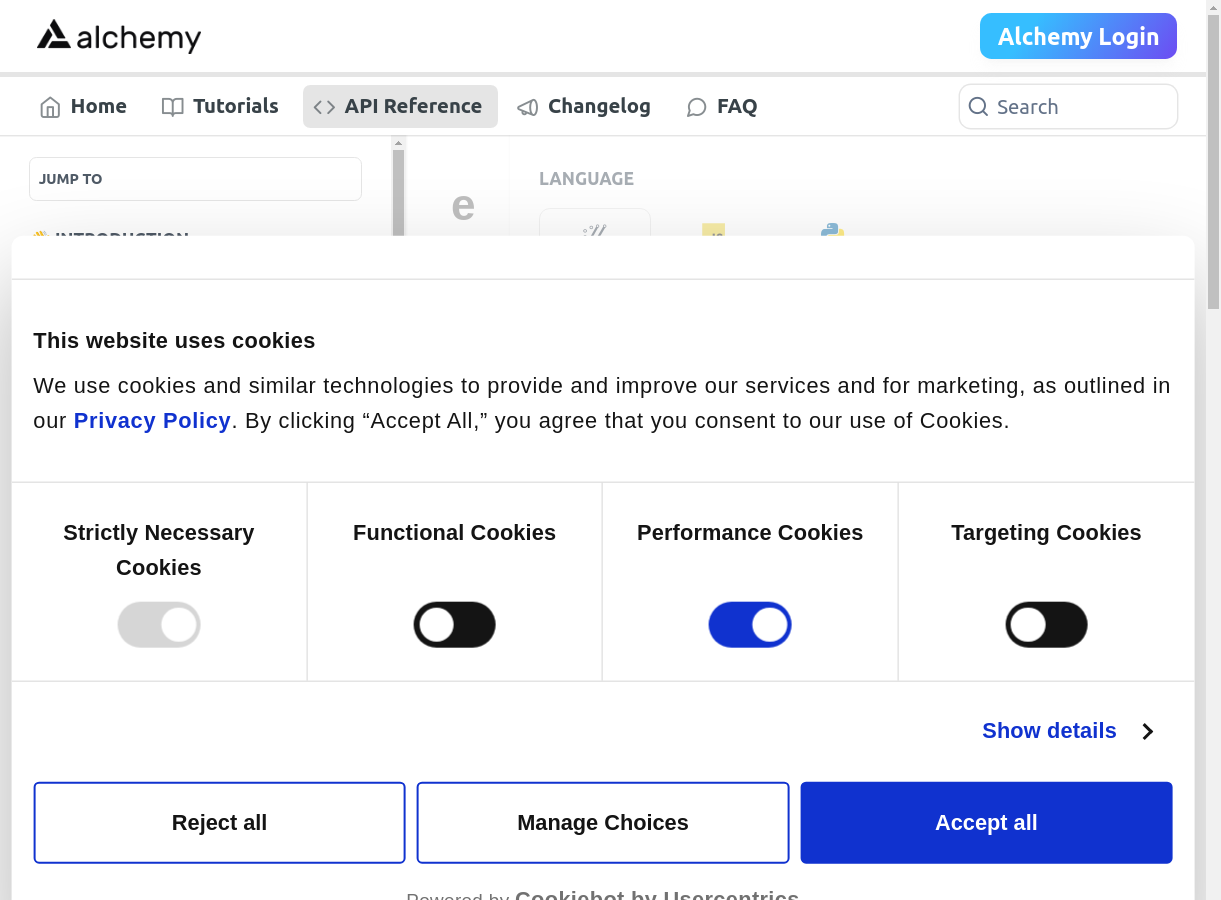 alchemy
Alchemy Login
Home Tutorials API Reference Changelog FAQ Search
JUMP TO
LANGUAGE
e
INTRODUCTION
This website uses cookies
We use cookies and similar technologies to provide and improve our services and for marketing, as outlined in
our Privacy Policy. By clicking “Accept All,” you agree that you consent to our use of Cookies.
Strictly Necessary
Cookies
Functional Cookies
Performance Cookies
Targeting Cookies
Show details
Reject all
Manage Choices
Accept all
Powered by Cookiebot by Usercentrics